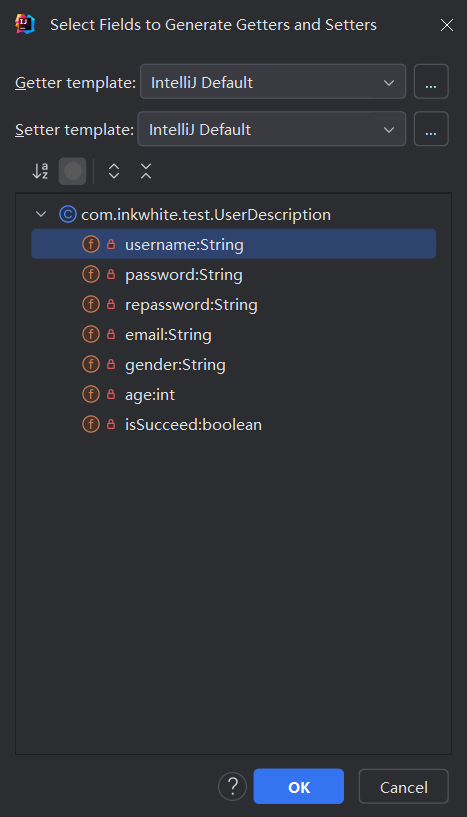 Select Fields to Generate Getters and Setters
Getter template: IntelliJ Default ...
Setter template: IntelliJ Default ...
com.inkwhite.test.UserDescription
username:String
password:String
repassword:String
email:String
gender:String
age:int
isSucceed:boolean
? OK Cancel